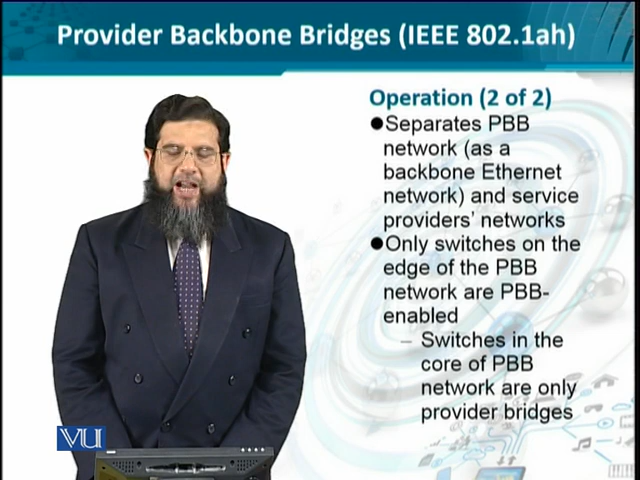 Provider Backbone Bridges (IEEE 802.1ah)
Operation (2 of 2)
●Separates PBB
network (as a
backbone Ethernet
network) and service
providers’ networks
●Only switches on the
edge of the PBB
network are PBB-
enabled
– Switches in the
core of PBB
network are only
provider bridges
VU